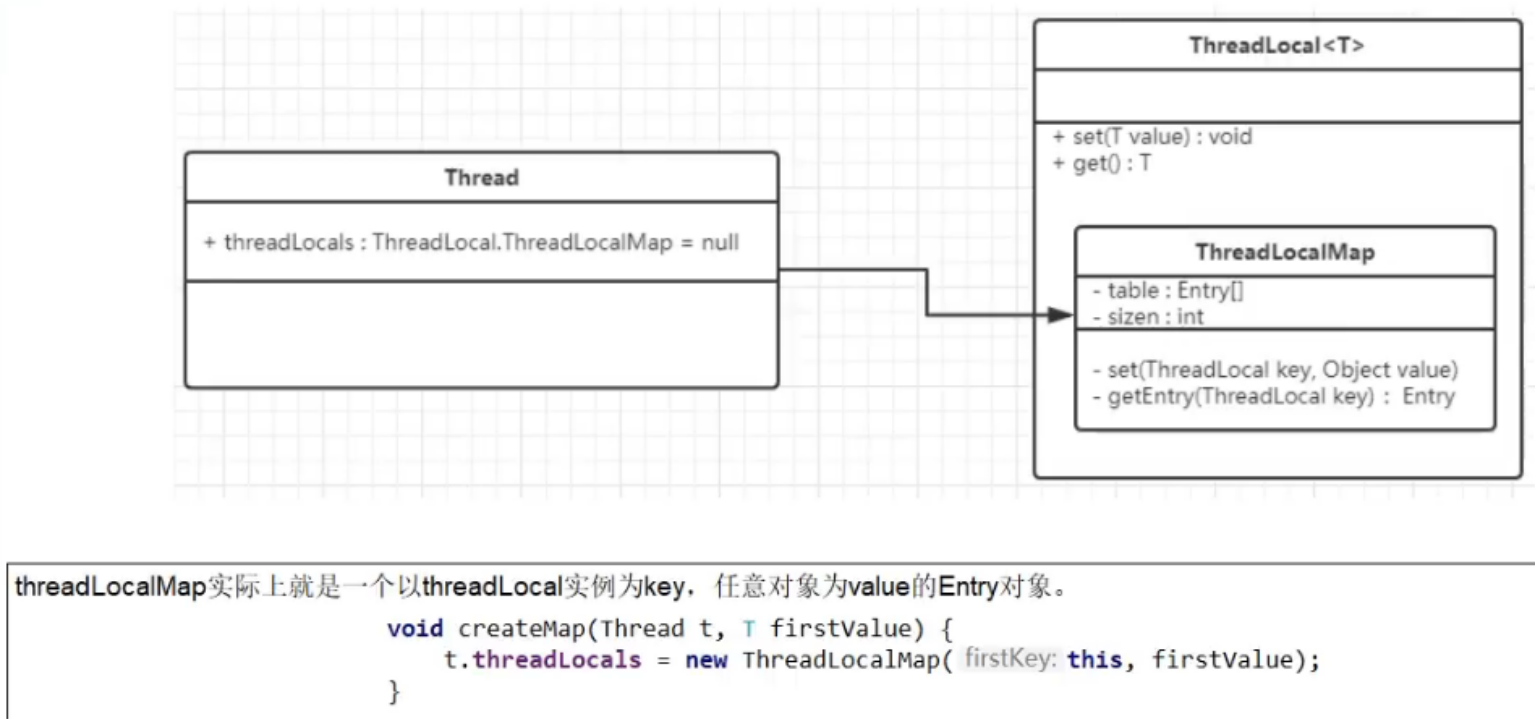 Thread
+ threadLocals : ThreadLocal.ThreadLocalMap = null
ThreadLocal<T>
+ set(T value) : void
+ get() : T
ThreadLocalMap
- table : Entry[]
- sizen : int
- set(ThreadLocal key, Object value)
- getEntry(ThreadLocal key) : Entry
threadLocalMap实际上就是一个以threadLocal实例为key，任意对象为value的Entry对象。
void createMap(Thread t, T firstValue) {
t.threadLocals = new ThreadLocalMap( firstKey: this, firstValue);
}